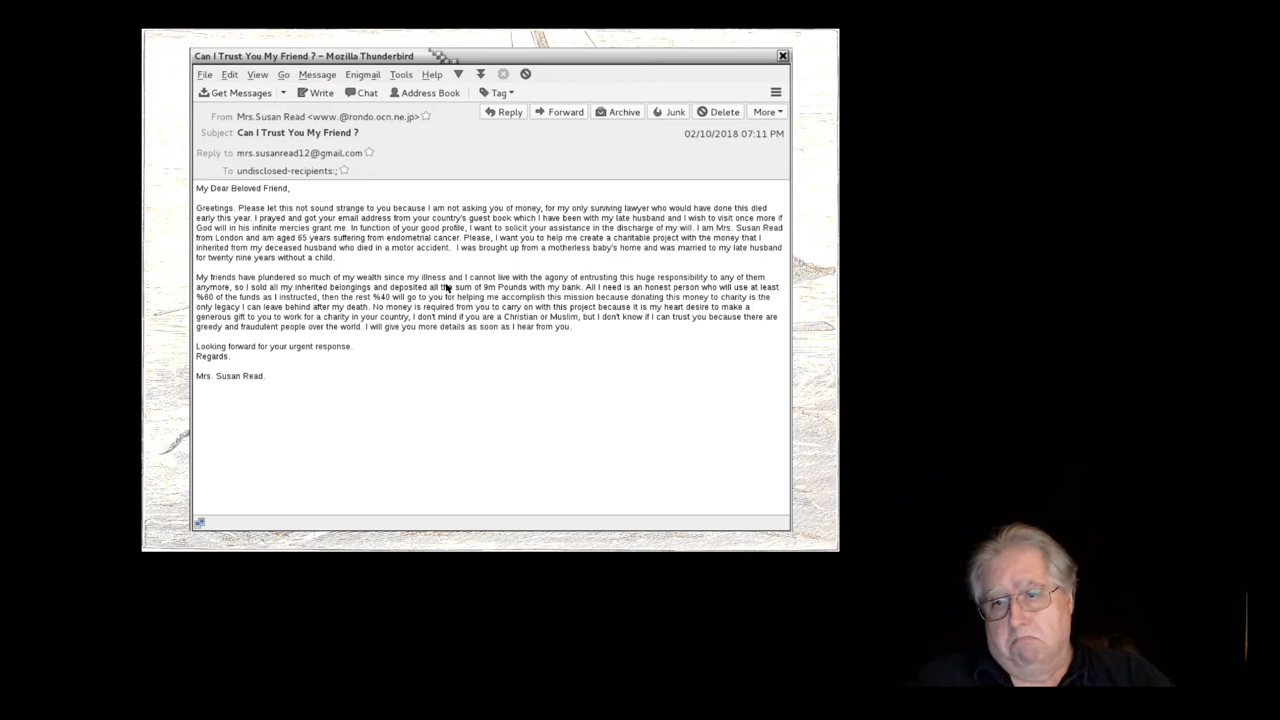 Can I Trust You My Friend ? - Mozilla Thunderbird
File Edit View Go Message Enigmail Tools Help
Get Messages Write Chat Address Book Tag
From Mrs.Susan Read <www.@rondo.ocn.ne.jp> Reply Forward Archive Junk Delete More
Subject Can I Trust You My Friend ? 02/10/2018 07:11 PM
Reply to mrs.susanread12@gmail.com
To undisclosed-recipients:;
My Dear Beloved Friend,
Greetings. Please let this not sound strange to you because I am not asking you of money, for my only surviving lawyer who would have done this died
early this year. I prayed and got your email address from your country's guest book which I have been with my late husband and I wish to visit once more if
God will in his infinite mercies grant me. In function of your good profile, I want to solicit your assistance in the discharge of my will. I am Mrs. Susan Read
from London and am aged 65 years suffering from endometrial cancer. Please, I want you to help me create a charitable project with the money that I
inherited from my deceased husband who died in a motor accident. I was brought up from a motherless baby's home and was married to my late husband
for twenty nine years without a child.
My friends have plundered so much of my wealth since my illness and I cannot live with the agony of entrusting this huge responsibility to any of them
anymore, so I sold all my inherited belongings and deposited all the sum of 9m Pounds with my bank. All I need is an honest person who will use at least
%60 of the funds as I instructed, then the rest %40 will go to you for helping me accomplish this mission because donating this money to charity is the
only legacy I can leave behind after my death. No money is required from you to carry on with this project because it is my heart desire to make a
generous gift to you to work for a charity in your country, I don't mind if you are a Christian or Muslim, but I don't know if I can trust you because there are
greedy and fraudulent people over the world. I will give you more details as soon as I hear from you.
Looking forward for your urgent response.
Regards.
Mrs. Susan Read.